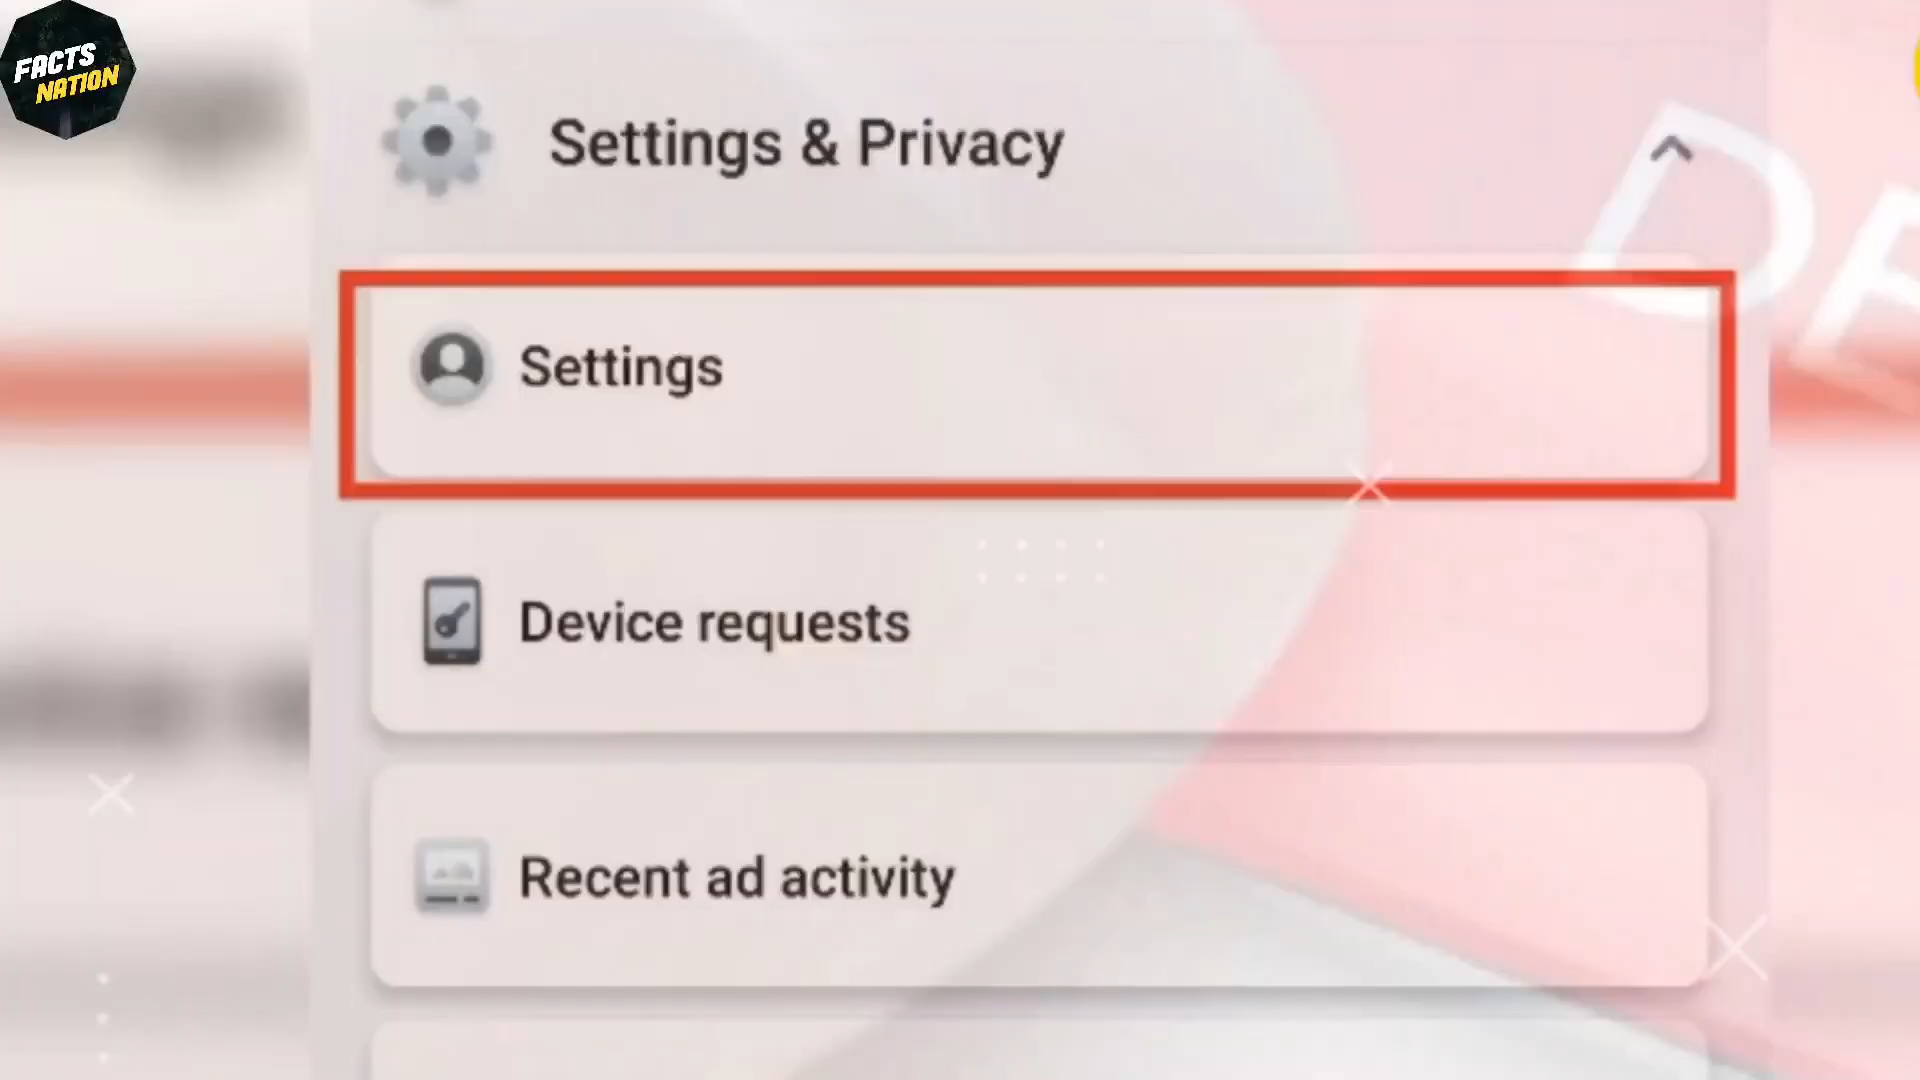 FACTS
NATION
Settings & Privacy
Settings
Device requests
Recent ad activity